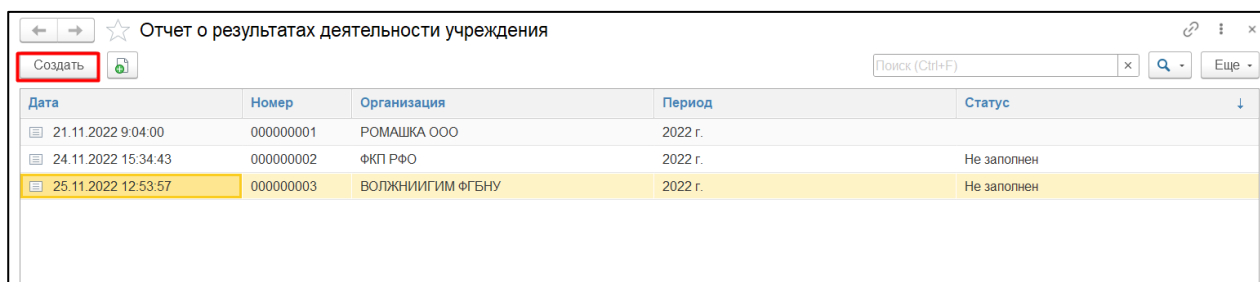 Отчет о результатах деятельности учреждения
Создать Поиск (Ctrl+F) Еще
Дата Номер Организация Период Статус
21.11.2022 9:04:00 000000001 РОМАШКА ООО 2022 г.
24.11.2022 15:34:43 000000002 ФКП РФО 2022 г. Не заполнен
25.11.2022 12:53:57 000000003 ВОЛЖНИИГИМ ФГБНУ 2022 г. Не заполнен